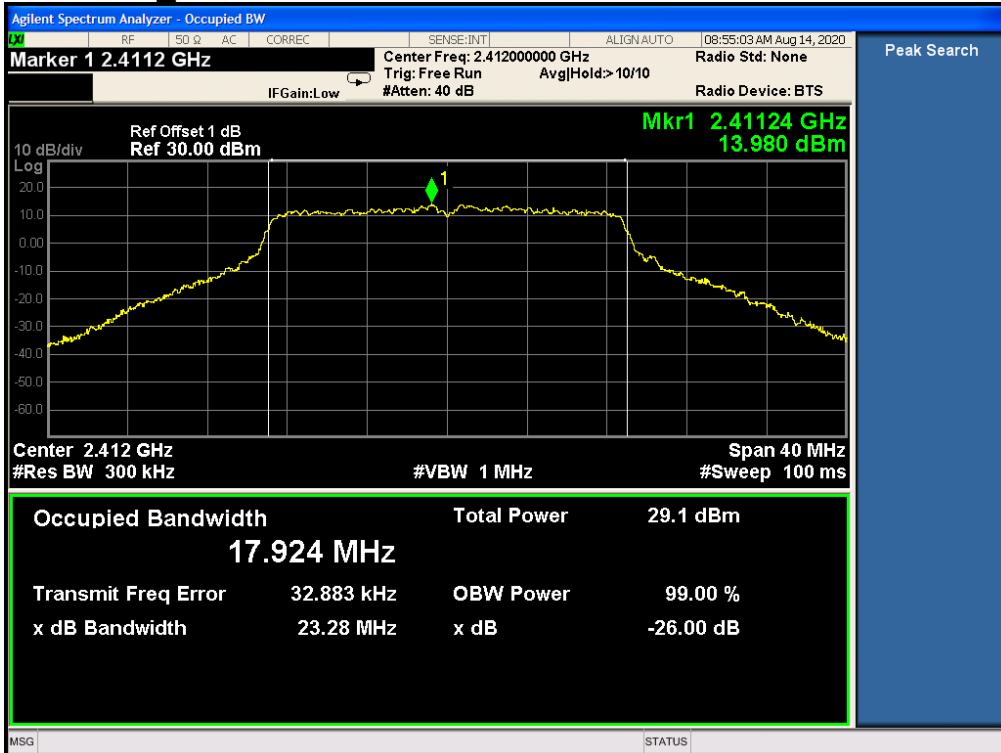 Agilent Spectrum Analyzer - Occupied BW
LXI RF 50 Ω AC CORREC SENSE:INT ALIGNAUTO 08:55:03 AM Aug 14, 2020
Marker 1 2.4112 GHz
Center Freq: 2.412000000 GHz
Radio Std: None
Trig: Free Run Avg|Hold:>10/10
IFGain:Low #Atten: 40 dB
Radio Device: BTS
Peak Search
Mkr1 2.41124 GHz
13.980 dBm
Ref Offset 1 dB
10 dB/div Ref 30.00 dBm
Log
1
20.0
10.0
0.00
-10.0
-20.0
-30.0
-40.0
-50.0
-60.0
Center 2.412 GHz Span 40 MHz
#Res BW 300 kHz #VBW 1 MHz #Sweep 100 ms
Occupied Bandwidth Total Power 29.1 dBm
17.924 MHz
Transmit Freq Error 32.883 kHz OBW Power 99.00 %
x dB Bandwidth 23.28 MHz x dB -26.00 dB
MSG STATUS